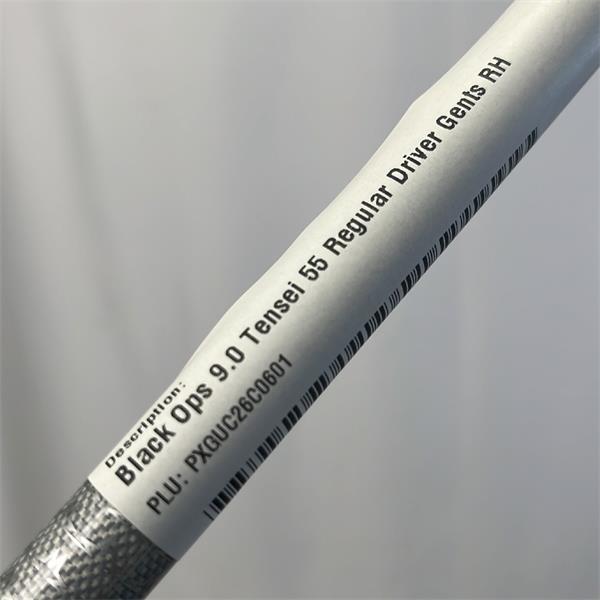 Description:
Black Ops 9.0 Tensei 55 Regular Driver Gents RH
PLU: PXGUC26C0601